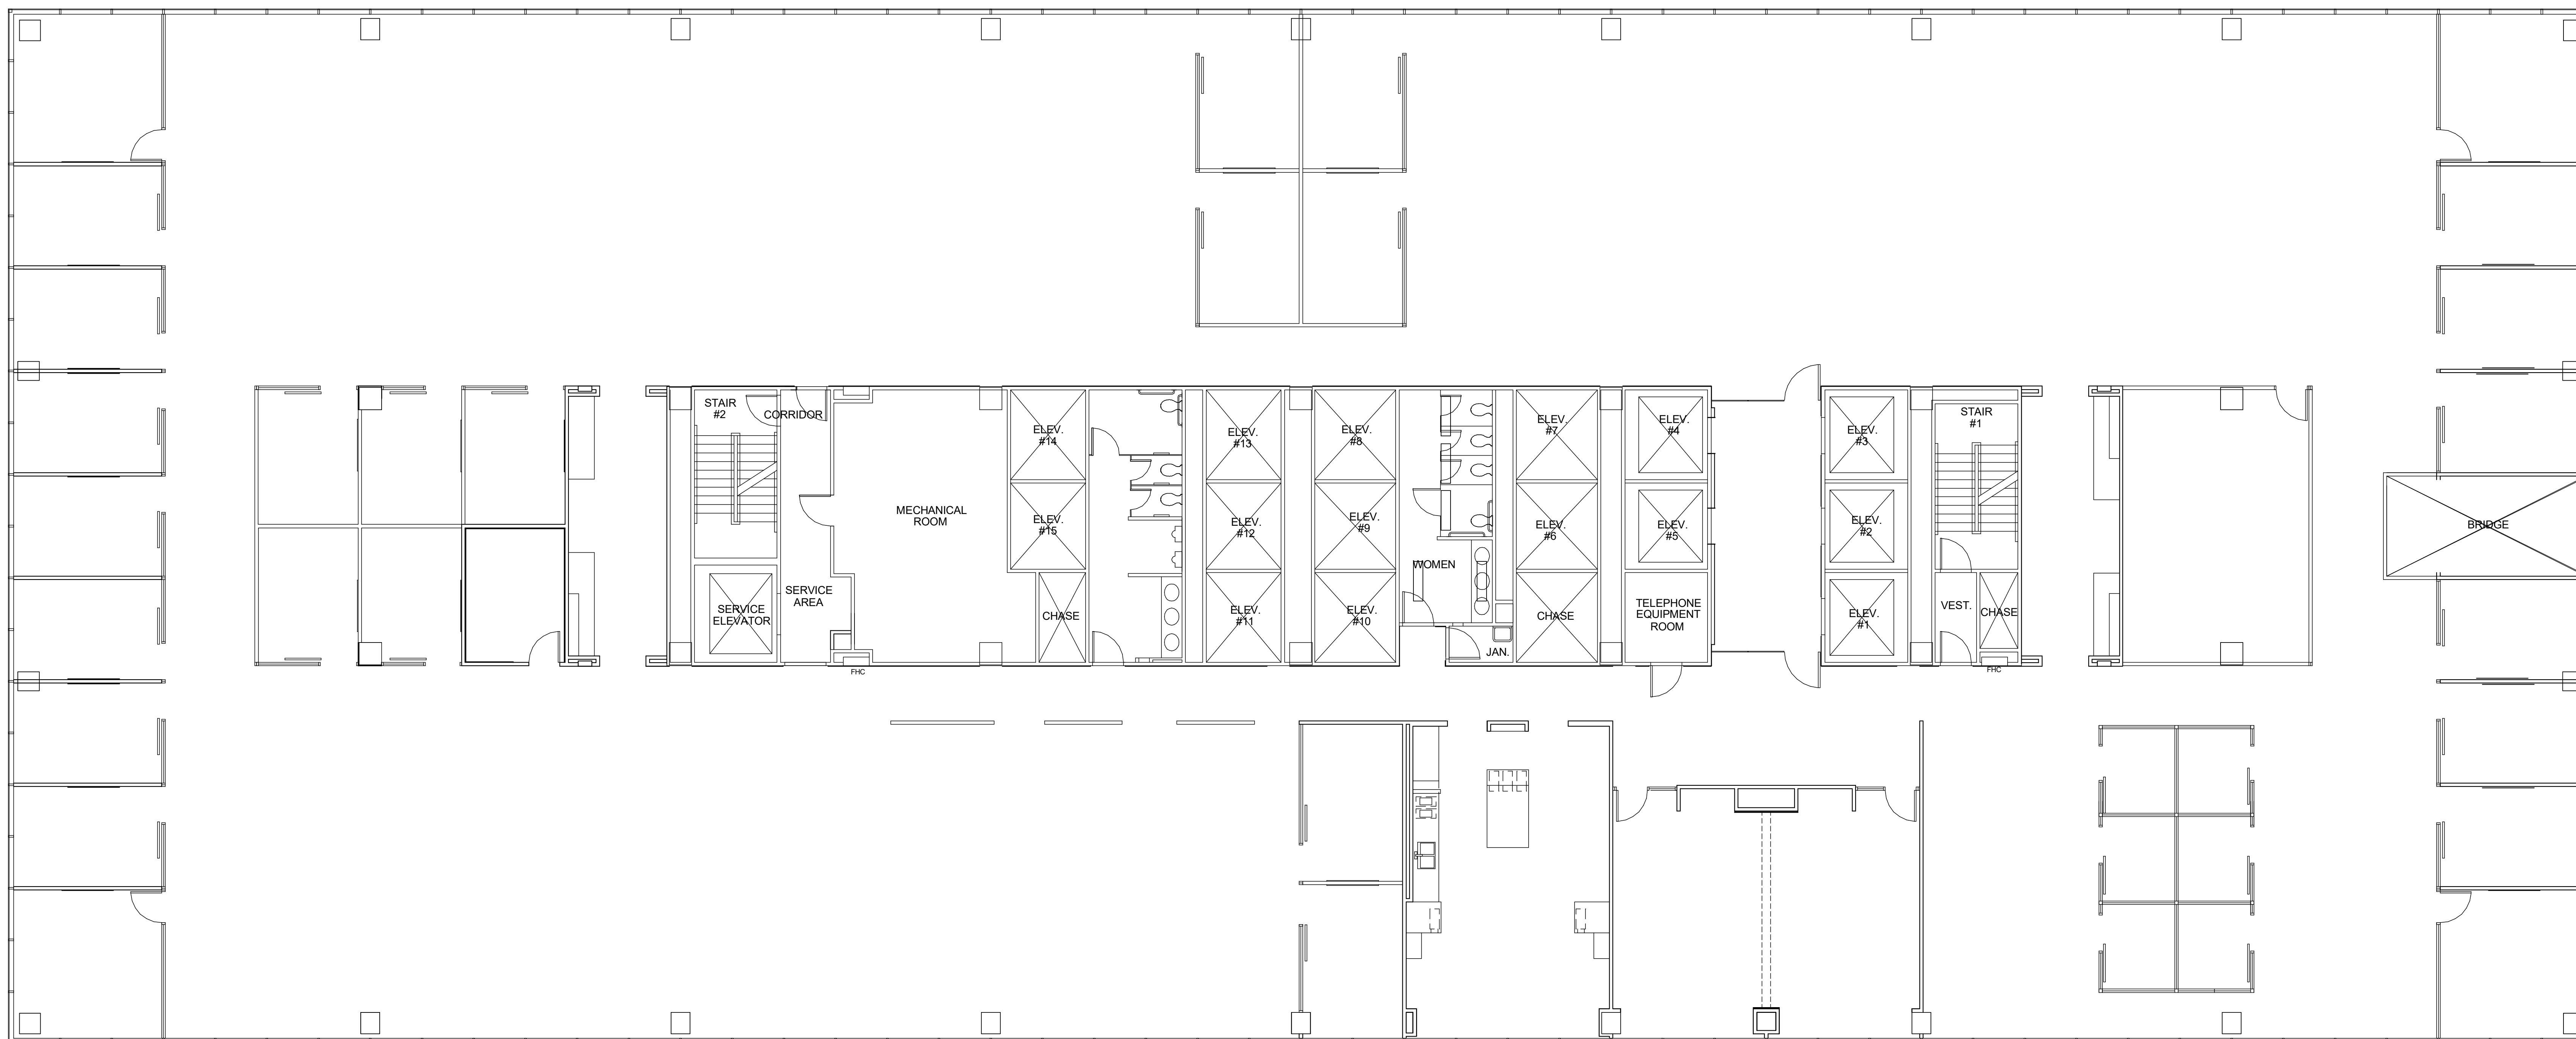 STAIR
#2
CORRIDOR
ELEV.
#14
ELEV.
#13
ELEV.
#8
ELEV.
#7
ELEV.
#4
ELEV.
#3
STAIR
#1
MECHANICAL
ROOM
ELEV.
#15
ELEV.
#12
ELEV.
#9
ELEV.
#6
ELEV.
#5
ELEV.
#2
BRIDGE
WOMEN
SERVICE
AREA
SERVICE
ELEVATOR
CHASE
ELEV.
#11
ELEV.
#10
CHASE
TELEPHONE
EQUIPMENT
ROOM
ELEV.
#1
VEST.
CHASE
JAN.
FHC
FHC